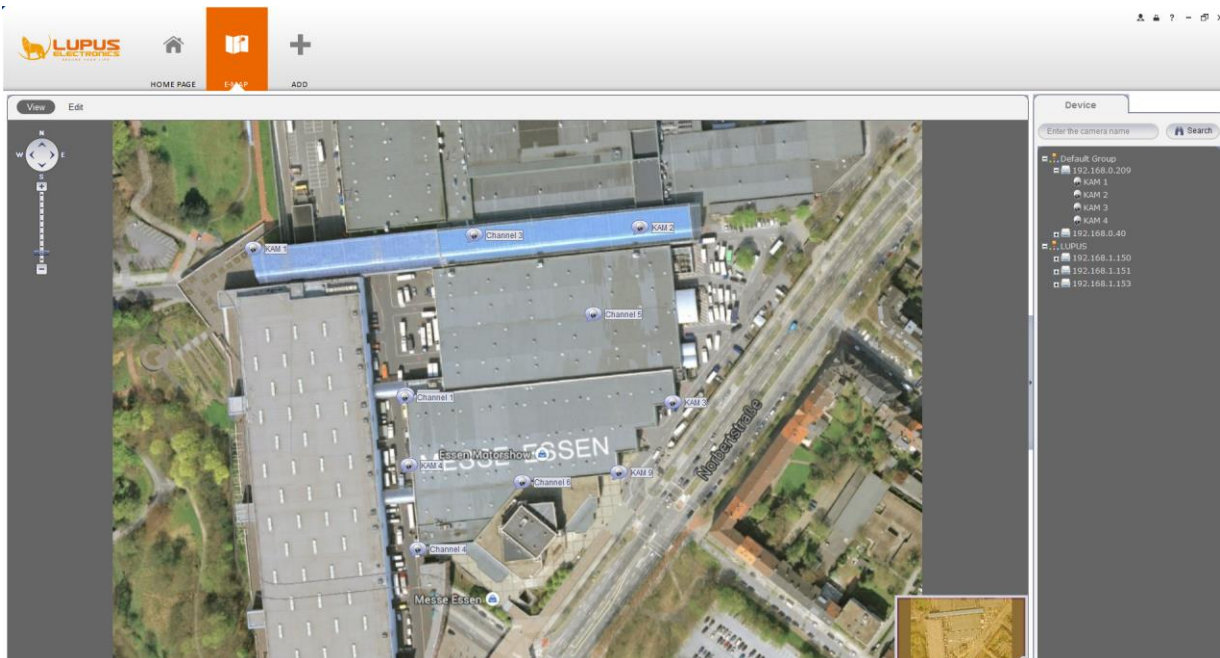 LUPUS
ELECTRONICS
SECURE YOUR LIFE
HOME PAGE
E-MAP
ADD
?
View
Edit
Device
Enter the camera name
Search
N
W
E
S
Default Group
192.168.0.209
KAM 1
KAM 2
KAM 3
KAM 4
192.168.0.40
LUPUS
192.168.1.150
192.168.1.151
192.168.1.153
KAM 1
Channel 3
KAM 2
Channel 5
Channel 1
KAM 3
MESSE ESSEN
Essen Motorshow
KAM 4
KAM 9
Channel 6
Norbertstraße
Channel 4
Messe Essen